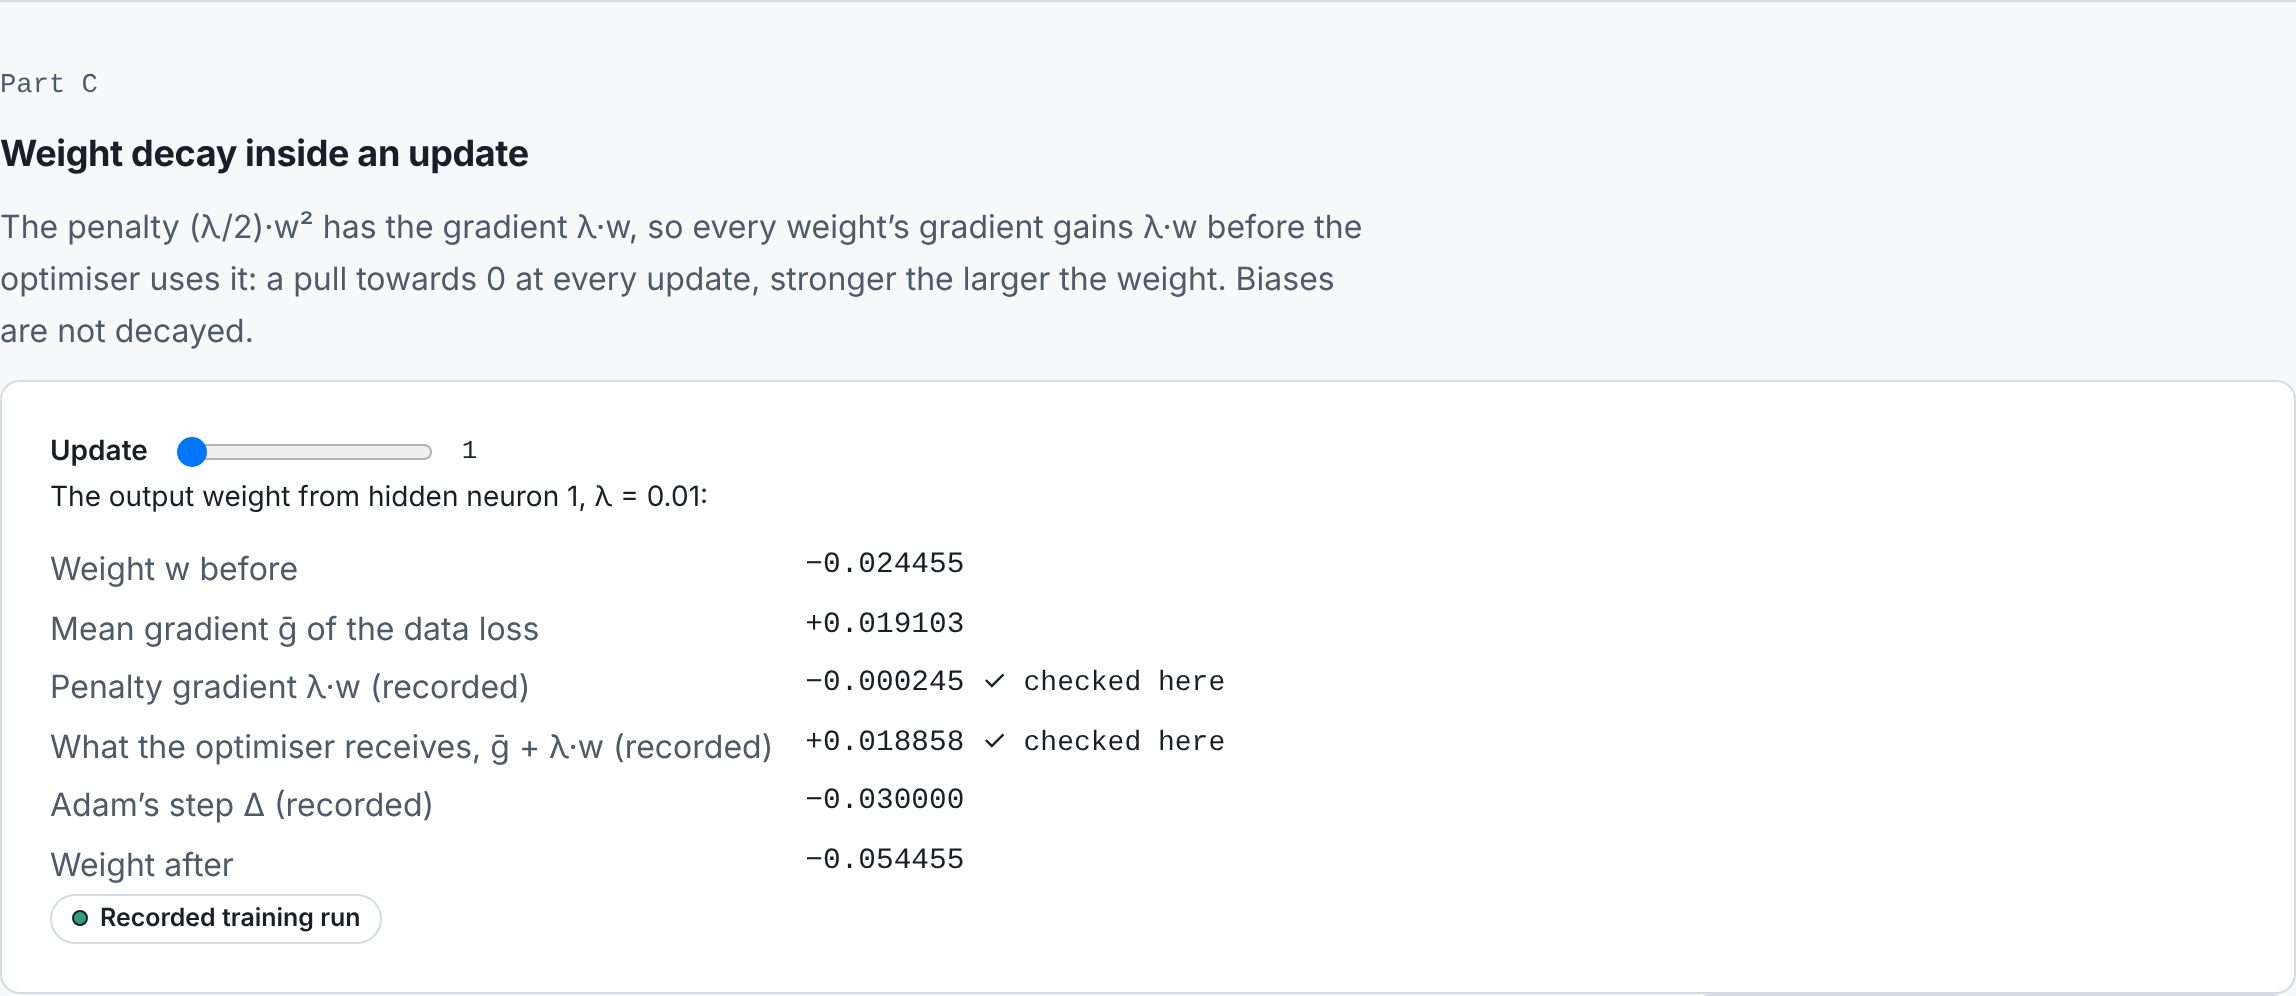 Part C
Weight decay inside an update
The penalty (λ/2)·w² has the gradient λ·w, so every weight’s gradient gains λ·w before the
optimiser uses it: a pull towards 0 at every update, stronger the larger the weight. Biases
are not decayed.
Update 1
The output weight from hidden neuron 1, λ = 0.01:
Weight w before −0.024455
Mean gradient ḡ of the data loss +0.019103
Penalty gradient λ·w (recorded) −0.000245 ✓ checked here
What the optimiser receives, ḡ + λ·w (recorded) +0.018858 ✓ checked here
Adam’s step Δ (recorded) −0.030000
Weight after −0.054455
Recorded training run